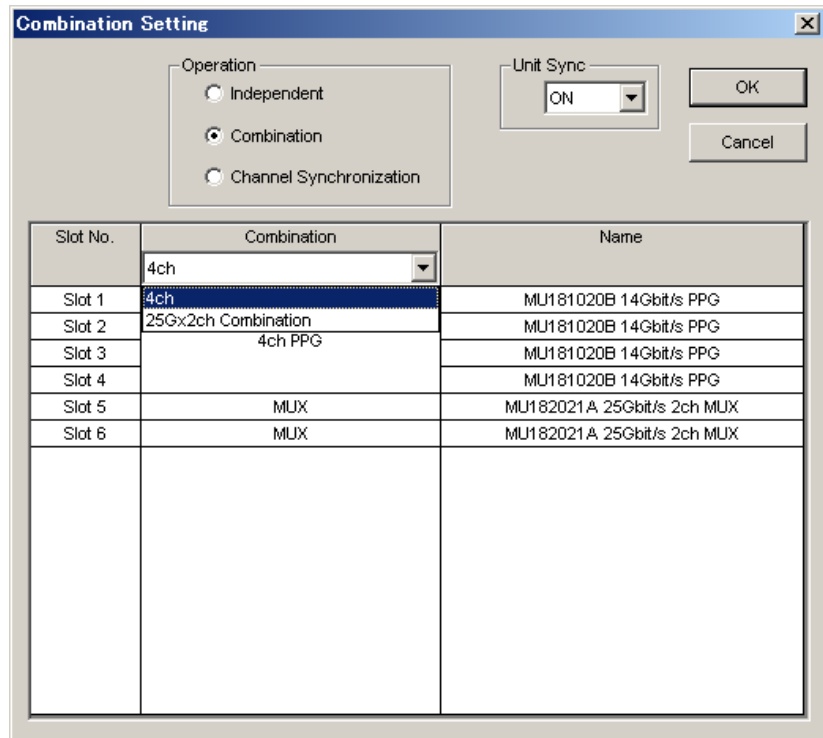 Combination Setting
Operation
Independent
Combination
Channel Synchronization
Unit Sync
ON
OK
Cancel
Slot No. Combination Name
4ch
4ch
25Gx2ch Combination
4ch PPG
Slot 1 MU181020B 14Gbit/s PPG
Slot 2 MU181020B 14Gbit/s PPG
Slot 3 MU181020B 14Gbit/s PPG
Slot 4 MU181020B 14Gbit/s PPG
Slot 5 MUX MU182021A 25Gbit/s 2ch MUX
Slot 6 MUX MU182021A 25Gbit/s 2ch MUX